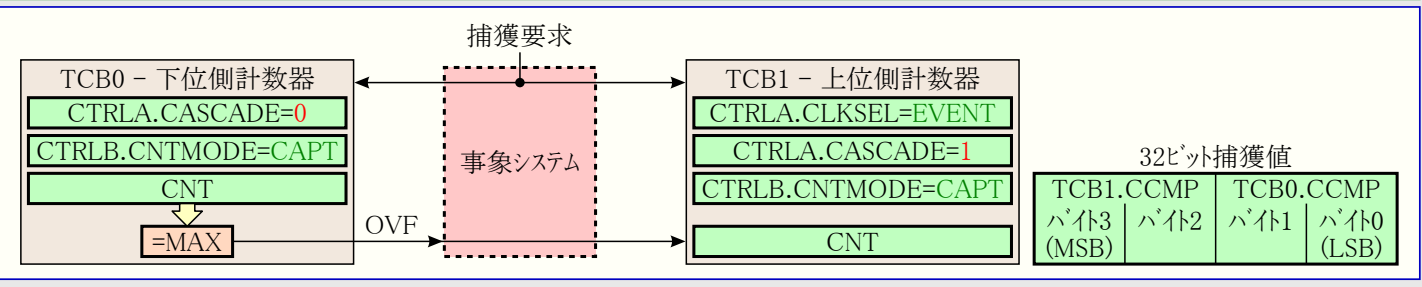 捕獲要求
TCB0 - 下位側計数器
CTRLA.CASCADE=0
CTRLB.CNTMODE=CAPT
CNT
=MAX
OVF
事象システム
TCB1 - 上位側計数器
CTRLA.CLKSEL=EVENT
CTRLA.CASCADE=1
CTRLB.CNTMODE=CAPT
CNT
32ビット捕獲値
TCB1.CCMP TCB0.CCMP
バイト3 バイト2 バイト1 バイト0
(MSB) (LSB)